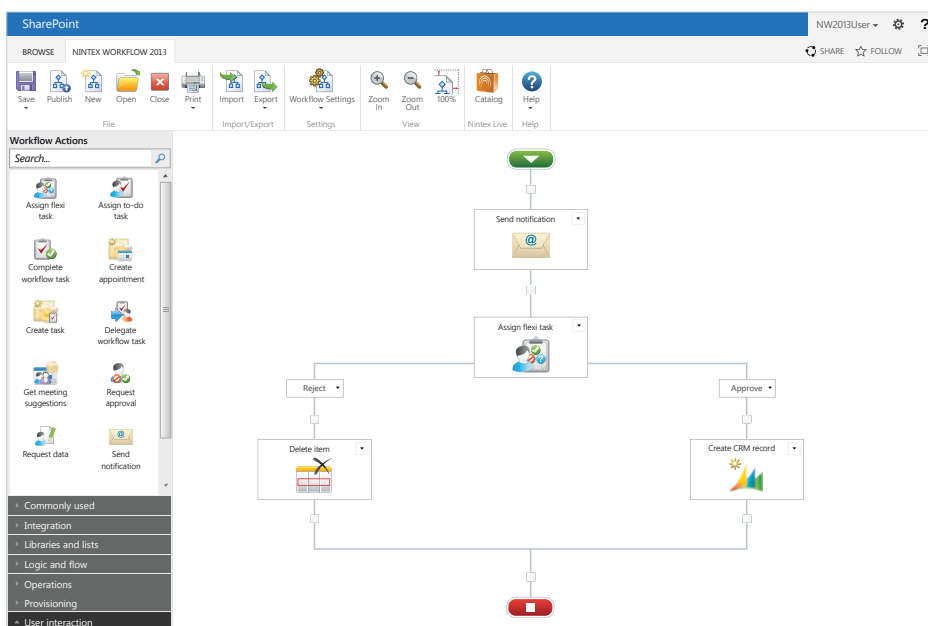 SharePoint
NW2013User
?
BROWSE
NINTEX WORKFLOW 2013
SHARE
FOLLOW
Save
Publish
New
Open
Close
Print
Import
Export
Workflow Settings
Zoom
In
Zoom
Out
100%
Catalog
Help
File
Import/Export
Settings
View
Nintex Live
Help
Workflow Actions
Search...
Assign flexi
task
Assign to-do
task
Complete
workflow task
Create
appointment
Create task
Delegate
workflow task
Get meeting
suggestions
Request
approval
Request data
Send
notification
Commonly used
Integration
Libraries and lists
Logic and flow
Operations
Provisioning
User interaction
Send notification
Assign flexi task
Reject
Approve
Delete item
Create CRM record